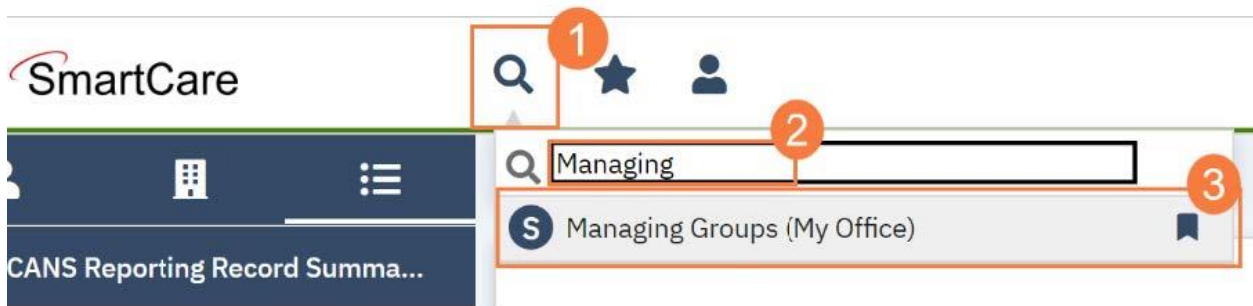 1
SmartCare
2
Managing
3
S Managing Groups (My Office)
CANS Reporting Record Summa...